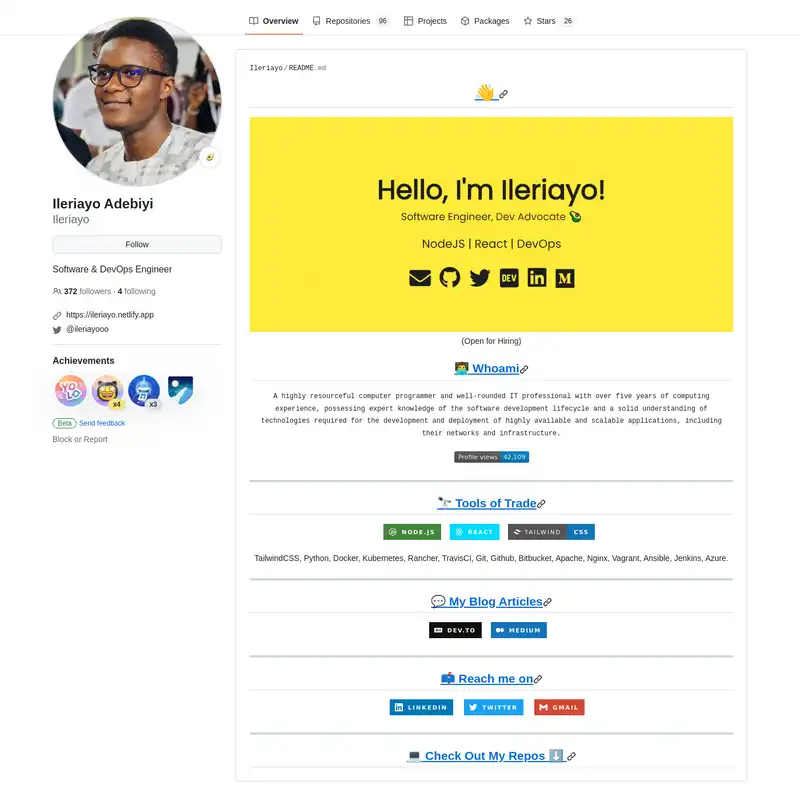 Overview Repositories 96 Projects Packages Stars 26
Ileriayo Adebiyi
Ileriayo
Follow
Software & DevOps Engineer
372 followers · 4 following
https://ileriayo.netlify.app
@ileriayooo
Achievements
YOLO
x4
x3
Beta Send feedback
Block or Report
Ileriayo/README.md
Hello, I'm Ileriayo!
Software Engineer, Dev Advocate
NodeJS | React | DevOps
DEV
in
M
(Open for Hiring)
Whoami
A highly resourceful computer programmer and well-rounded IT professional with over five years of computing
experience, possessing expert knowledge of the software development lifecycle and a solid understanding of
technologies required for the development and deployment of highly available and scalable applications, including
their networks and infrastructure.
Profile views 42,109
Tools of Trade
NODE.JS REACT TAILWIND CSS
TailwindCSS, Python, Docker, Kubernetes, Rancher, TravisCI, Git, Github, Bitbucket, Apache, Nginx, Vagrant, Ansible, Jenkins, Azure.
My Blog Articles
DEV.TO MEDIUM
Reach me on
LINKEDIN TWITTER GMAIL
Check Out My Repos